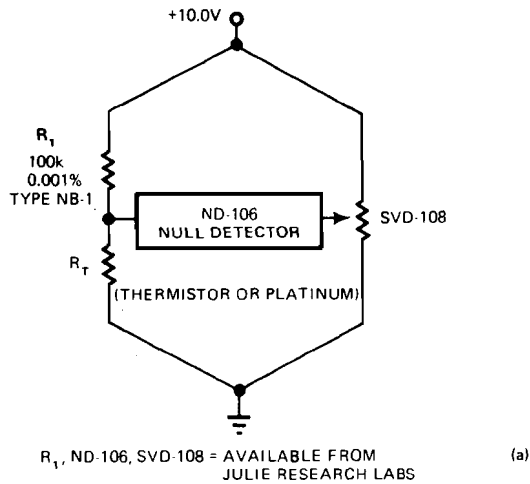 +10.0V
R1
100k
0.001%
TYPE NB-1
ND-106
NULL DETECTOR
SVD-108
RT
(THERMISTOR OR PLATINUM)
R1, ND-106, SVD-108 = AVAILABLE FROM
JULIE RESEARCH LABS
(a)